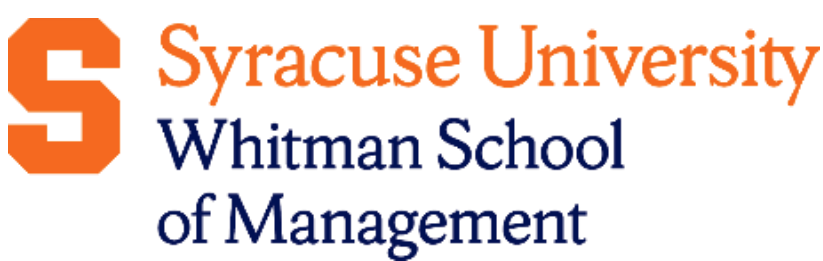 S Syracuse University
Whitman School
of Management